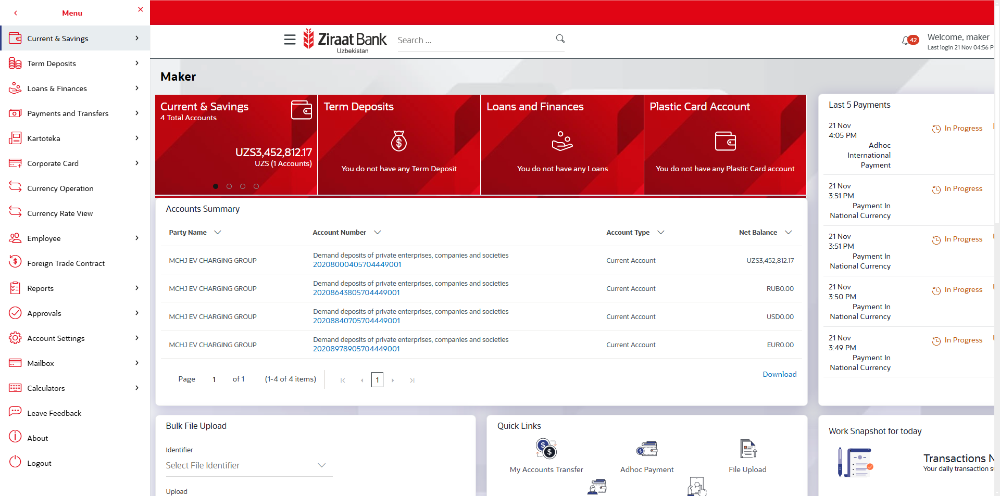 Menu
Current & Savings
Term Deposits
Loans & Finances
Payments and Transfers
Kartoteka
Corporate Card
Currency Operation
Currency Rate View
Employee
Foreign Trade Contract
Reports
Approvals
Account Settings
Mailbox
Calculators
Leave Feedback
About
Logout
Ziraat Bank
Uzbekistan
Search ...
42
Welcome, maker
Last login 21 Nov 04:56
Maker
Current & Savings
4 Total Accounts
UZS3,452,812.17
UZS (1 Accounts)
Term Deposits
You do not have any Term Deposit
Loans and Finances
You do not have any Loans
Plastic Card Account
You do not have any Plastic Card account
Accounts Summary
Party Name Account Number Account Type Net Balance
MCHJ EV CHARGING GROUP
Demand deposits of private enterprises, companies and societies
20208000405704449001
Current Account
UZS3,452,812.17
MCHJ EV CHARGING GROUP
Demand deposits of private enterprises, companies and societies
20208643805704449001
Current Account
RUB0.00
MCHJ EV CHARGING GROUP
Demand deposits of private enterprises, companies and societies
20208840705704449001
Current Account
USD0.00
MCHJ EV CHARGING GROUP
Demand deposits of private enterprises, companies and societies
20208978905704449001
Current Account
EUR0.00
Page 1 of 1 (1-4 of 4 items) 1
Download
Last 5 Payments
21 Nov
4:05 PM
In Progress
Adhoc
International
Payment
21 Nov
3:51 PM
In Progress
Payment In
National Currency
21 Nov
3:51 PM
In Progress
Payment In
National Currency
21 Nov
3:50 PM
In Progress
Payment In
National Currency
21 Nov
3:49 PM
In Progress
Payment In
National Currency
Bulk File Upload
Identifier
Select File Identifier
Upload
Quick Links
My Accounts Transfer
Adhoc Payment
File Upload
Work Snapshot for today
Transactions N
Your daily transaction